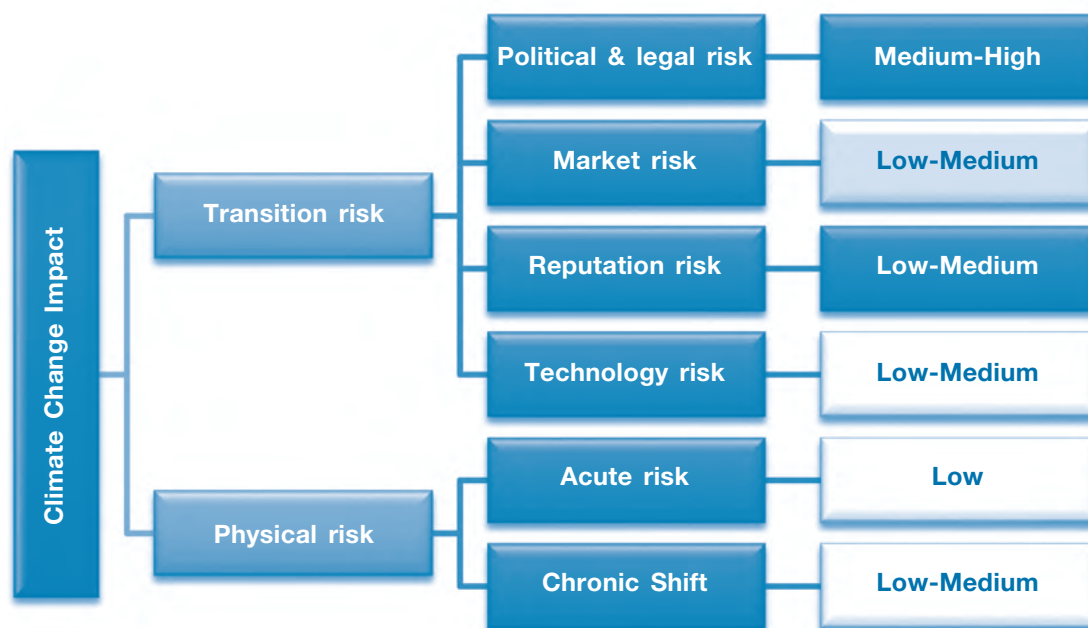 Climate Change Impact
Transition risk
Political & legal risk
Medium-High
Market risk
Low-Medium
Reputation risk
Low-Medium
Technology risk
Low-Medium
Physical risk
Acute risk
Low
Chronic Shift
Low-Medium